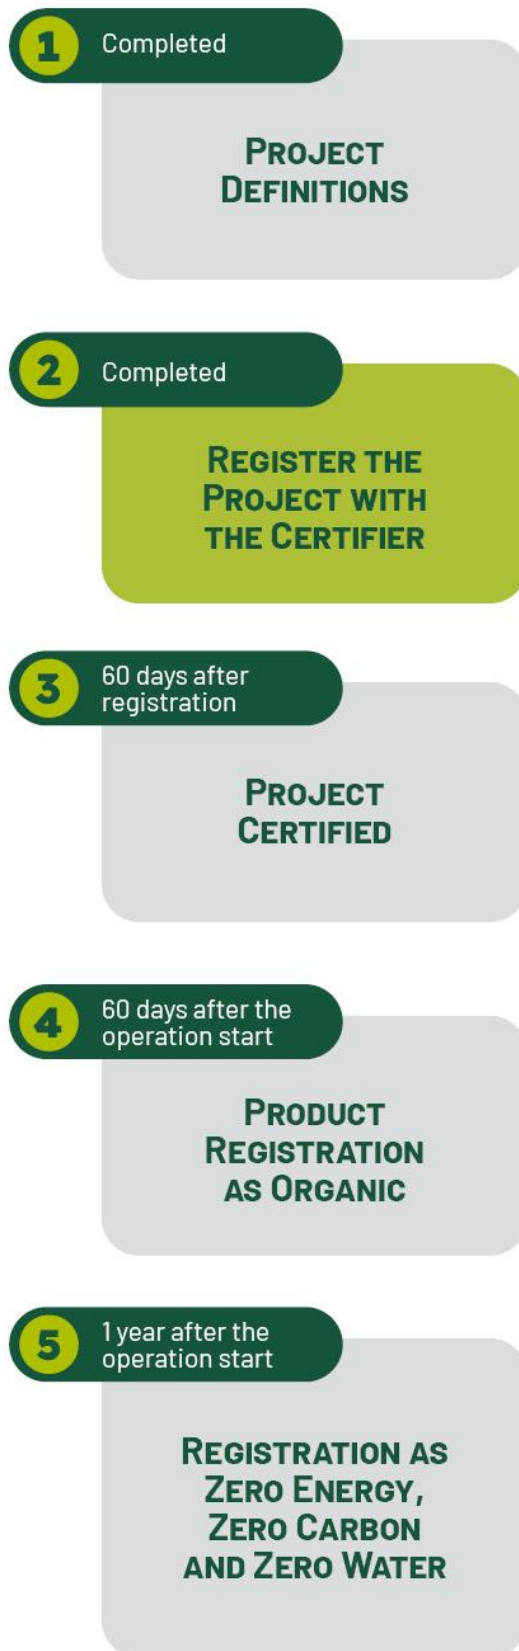 1 Completed
PROJECT
DEFINITIONS
2 Completed
REGISTER THE
PROJECT WITH
THE CERTIFIER
3 60 days after
registration
PROJECT
CERTIFIED
4 60 days after the
operation start
PRODUCT
REGISTRATION
AS ORGANIC
5 1 year after the
operation start
REGISTRATION AS
ZERO ENERGY,
ZERO CARBON
AND ZERO WATER